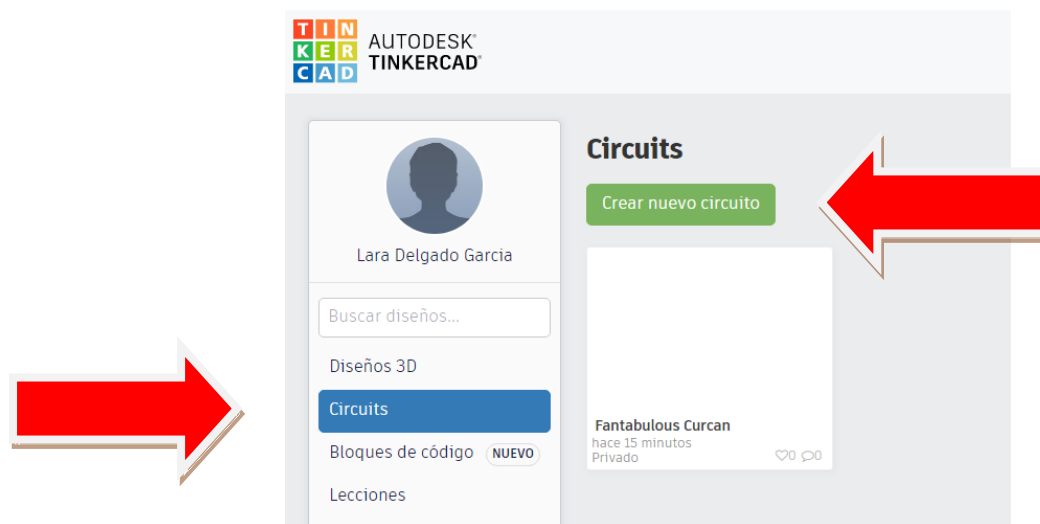 TIN
KER
CAD
AUTODESK®
TINKERCAD®
Lara Delgado Garcia
Buscar diseños...
Diseños 3D
Circuits
Bloques de código NUEVO
Lecciones
Circuits
Crear nuevo circuito
Fantabulous Curcan
hace 15 minutos
Privado
0 0